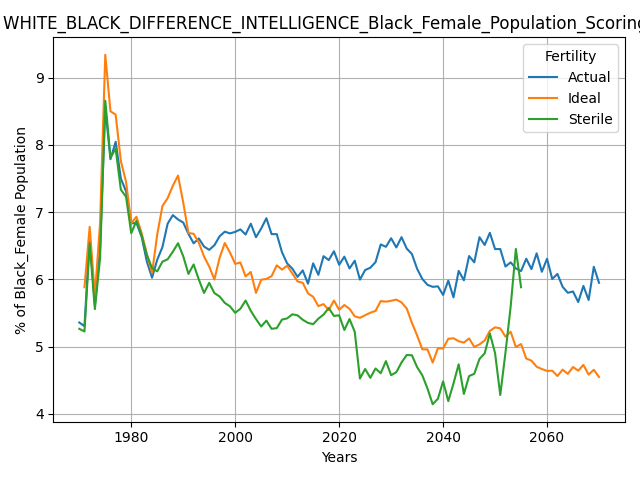 WHITE_BLACK_DIFFERENCE_INTELLIGENCE_Black_Female_Population_Scoring
Fertility
Actual
Ideal
Sterile
% of Black_Female Population
9
8
7
6
5
4
1980 2000 2020 2040 2060
Years